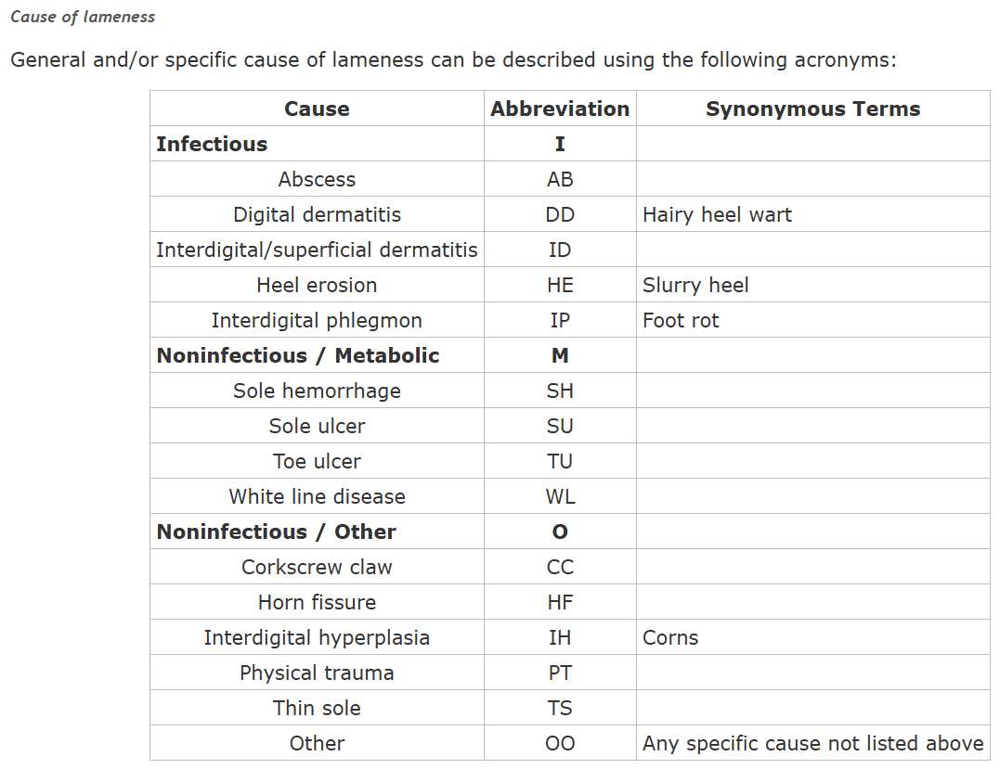 Cause of lameness
General and/or specific cause of lameness can be described using the following acronyms:
Cause Abbreviation Synonymous Terms
Infectious I
Abscess AB
Digital dermatitis DD Hairy heel wart
Interdigital/superficial dermatitis ID
Heel erosion HE Slurry heel
Interdigital phlegmon IP Foot rot
Noninfectious / Metabolic M
Sole hemorrhage SH
Sole ulcer SU
Toe ulcer TU
White line disease WL
Noninfectious / Other O
Corkscrew claw CC
Horn fissure HF
Interdigital hyperplasia IH Corns
Physical trauma PT
Thin sole TS
Other OO Any specific cause not listed above